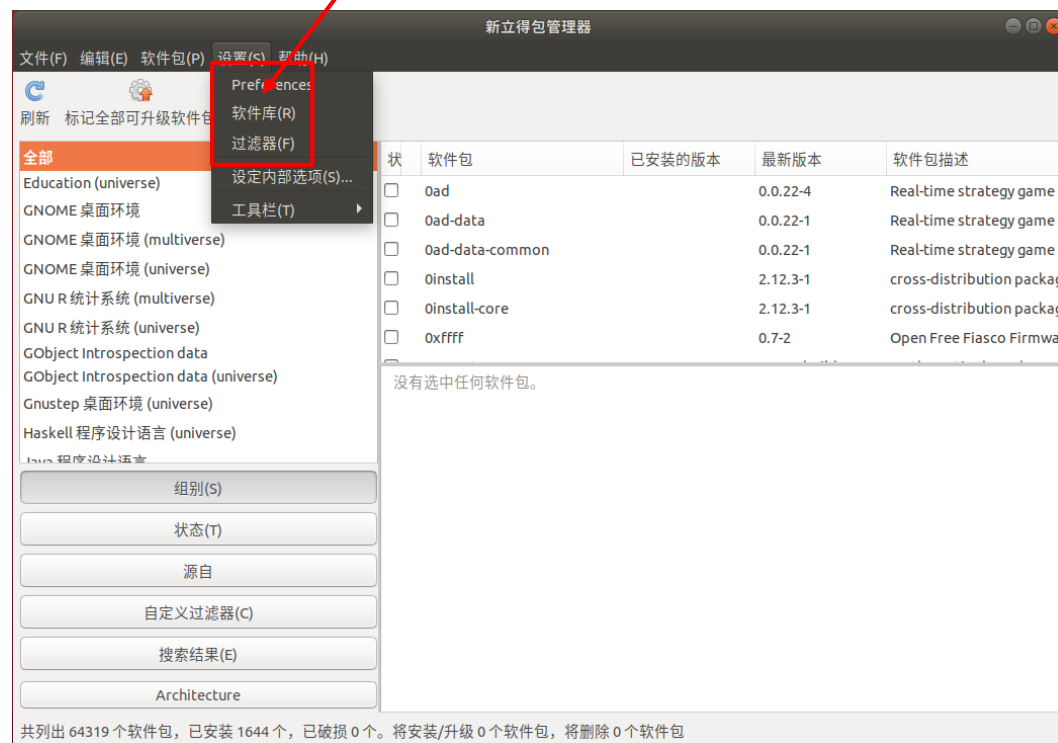 新立得包管理器
文件(F) 编辑(E) 软件包(P) 设置(S) 帮助(H)
Preferences
软件库(R)
过滤器(F)
设定内部选项(S)...
工具栏(T)
刷新 标记全部可升级软件包
全部
Education (universe)
GNOME 桌面环境
GNOME 桌面环境 (multiverse)
GNOME 桌面环境 (universe)
GNU R 统计系统 (multiverse)
GNU R 统计系统 (universe)
GObject Introspection data
GObject Introspection data (universe)
Gnustep 桌面环境 (universe)
Haskell 程序设计语言 (universe)
Java 程序设计语言
组别(S)
状态(T)
源自
自定义过滤器(C)
搜索结果(E)
Architecture
状 软件包 已安装的版本 最新版本 软件包描述
0ad 0.0.22-4 Real-time strategy game
0ad-data 0.0.22-1 Real-time strategy game
0ad-data-common 0.0.22-1 Real-time strategy game
0install 2.12.3-1 cross-distribution packag
0install-core 2.12.3-1 cross-distribution packag
0xffff 0.7-2 Open Free Fiasco Firmwa
没有选中任何软件包。
共列出 64319 个软件包，已安装 1644 个，已破损 0 个。将安装/升级 0 个软件包，将删除 0 个软件包